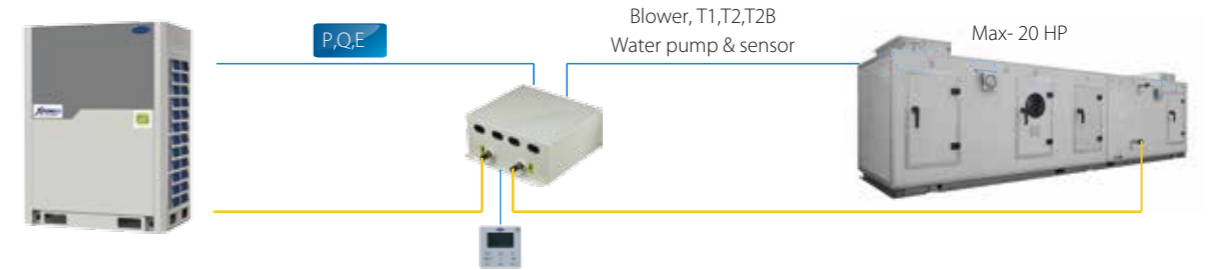 P,Q,E
Blower, T1,T2,T2B
Water pump & sensor
Max- 20 HP